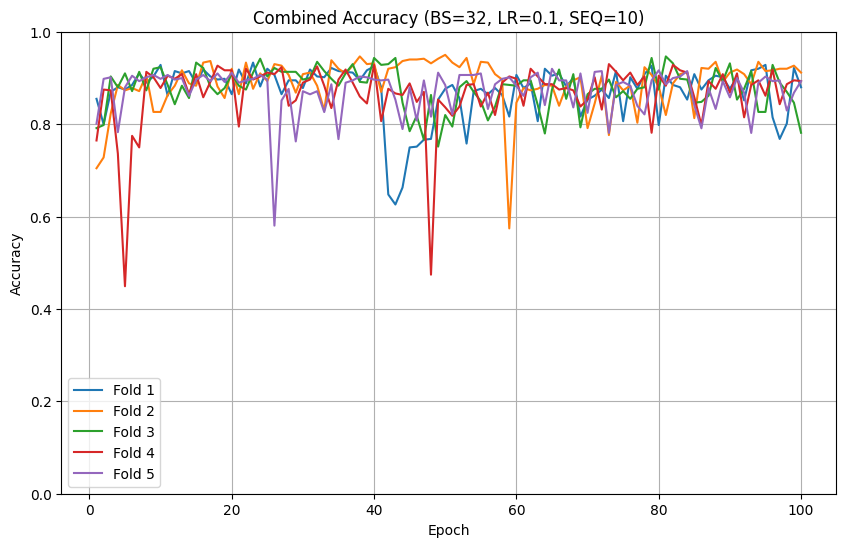 Combined Accuracy (BS=32, LR=0.1, SEQ=10)
1.0
0.8
0.6
0.4
0.2
0.0
Accuracy
Fold 1
Fold 2
Fold 3
Fold 4
Fold 5
0 20 40 60 80 100
Epoch